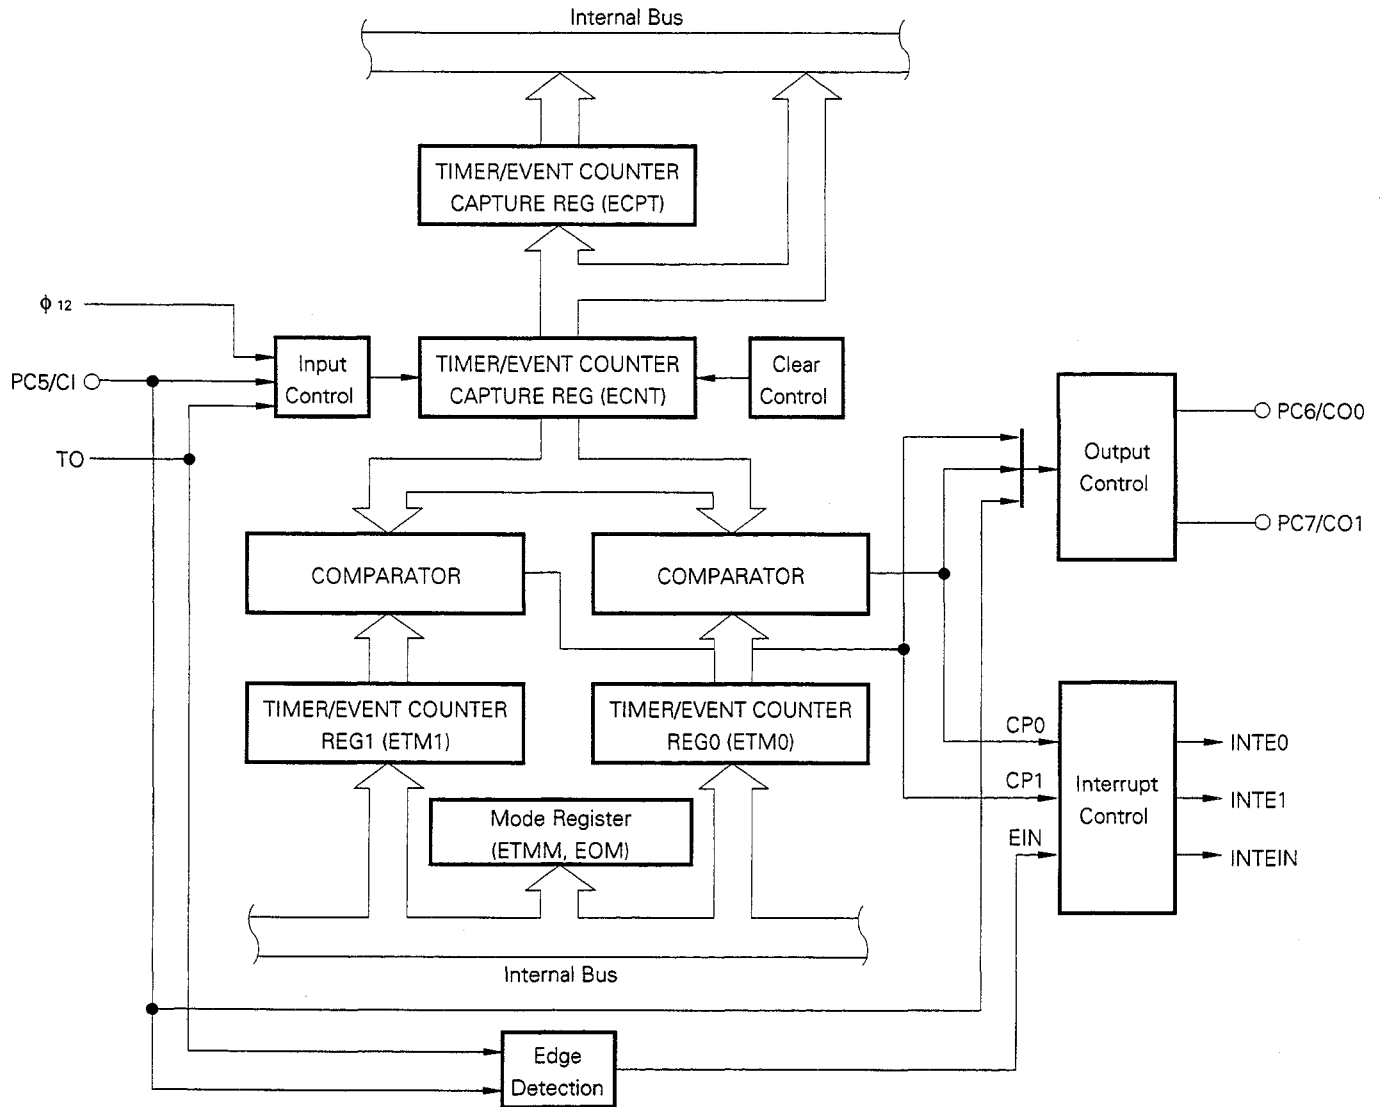 Internal Bus
TIMER/EVENT COUNTER
CAPTURE REG (ECPT)
ϕ 12
PC5/CI
TO
Input
Control
TIMER/EVENT COUNTER
CAPTURE REG (ECNT)
Clear
Control
Output
Control
PC6/CO0
PC7/CO1
COMPARATOR
COMPARATOR
TIMER/EVENT COUNTER
REG1 (ETM1)
TIMER/EVENT COUNTER
REG0 (ETM0)
Mode Register
(ETMM, EOM)
CP0
CP1
EIN
Interrupt
Control
INTE0
INTE1
INTEIN
Internal Bus
Edge
Detection